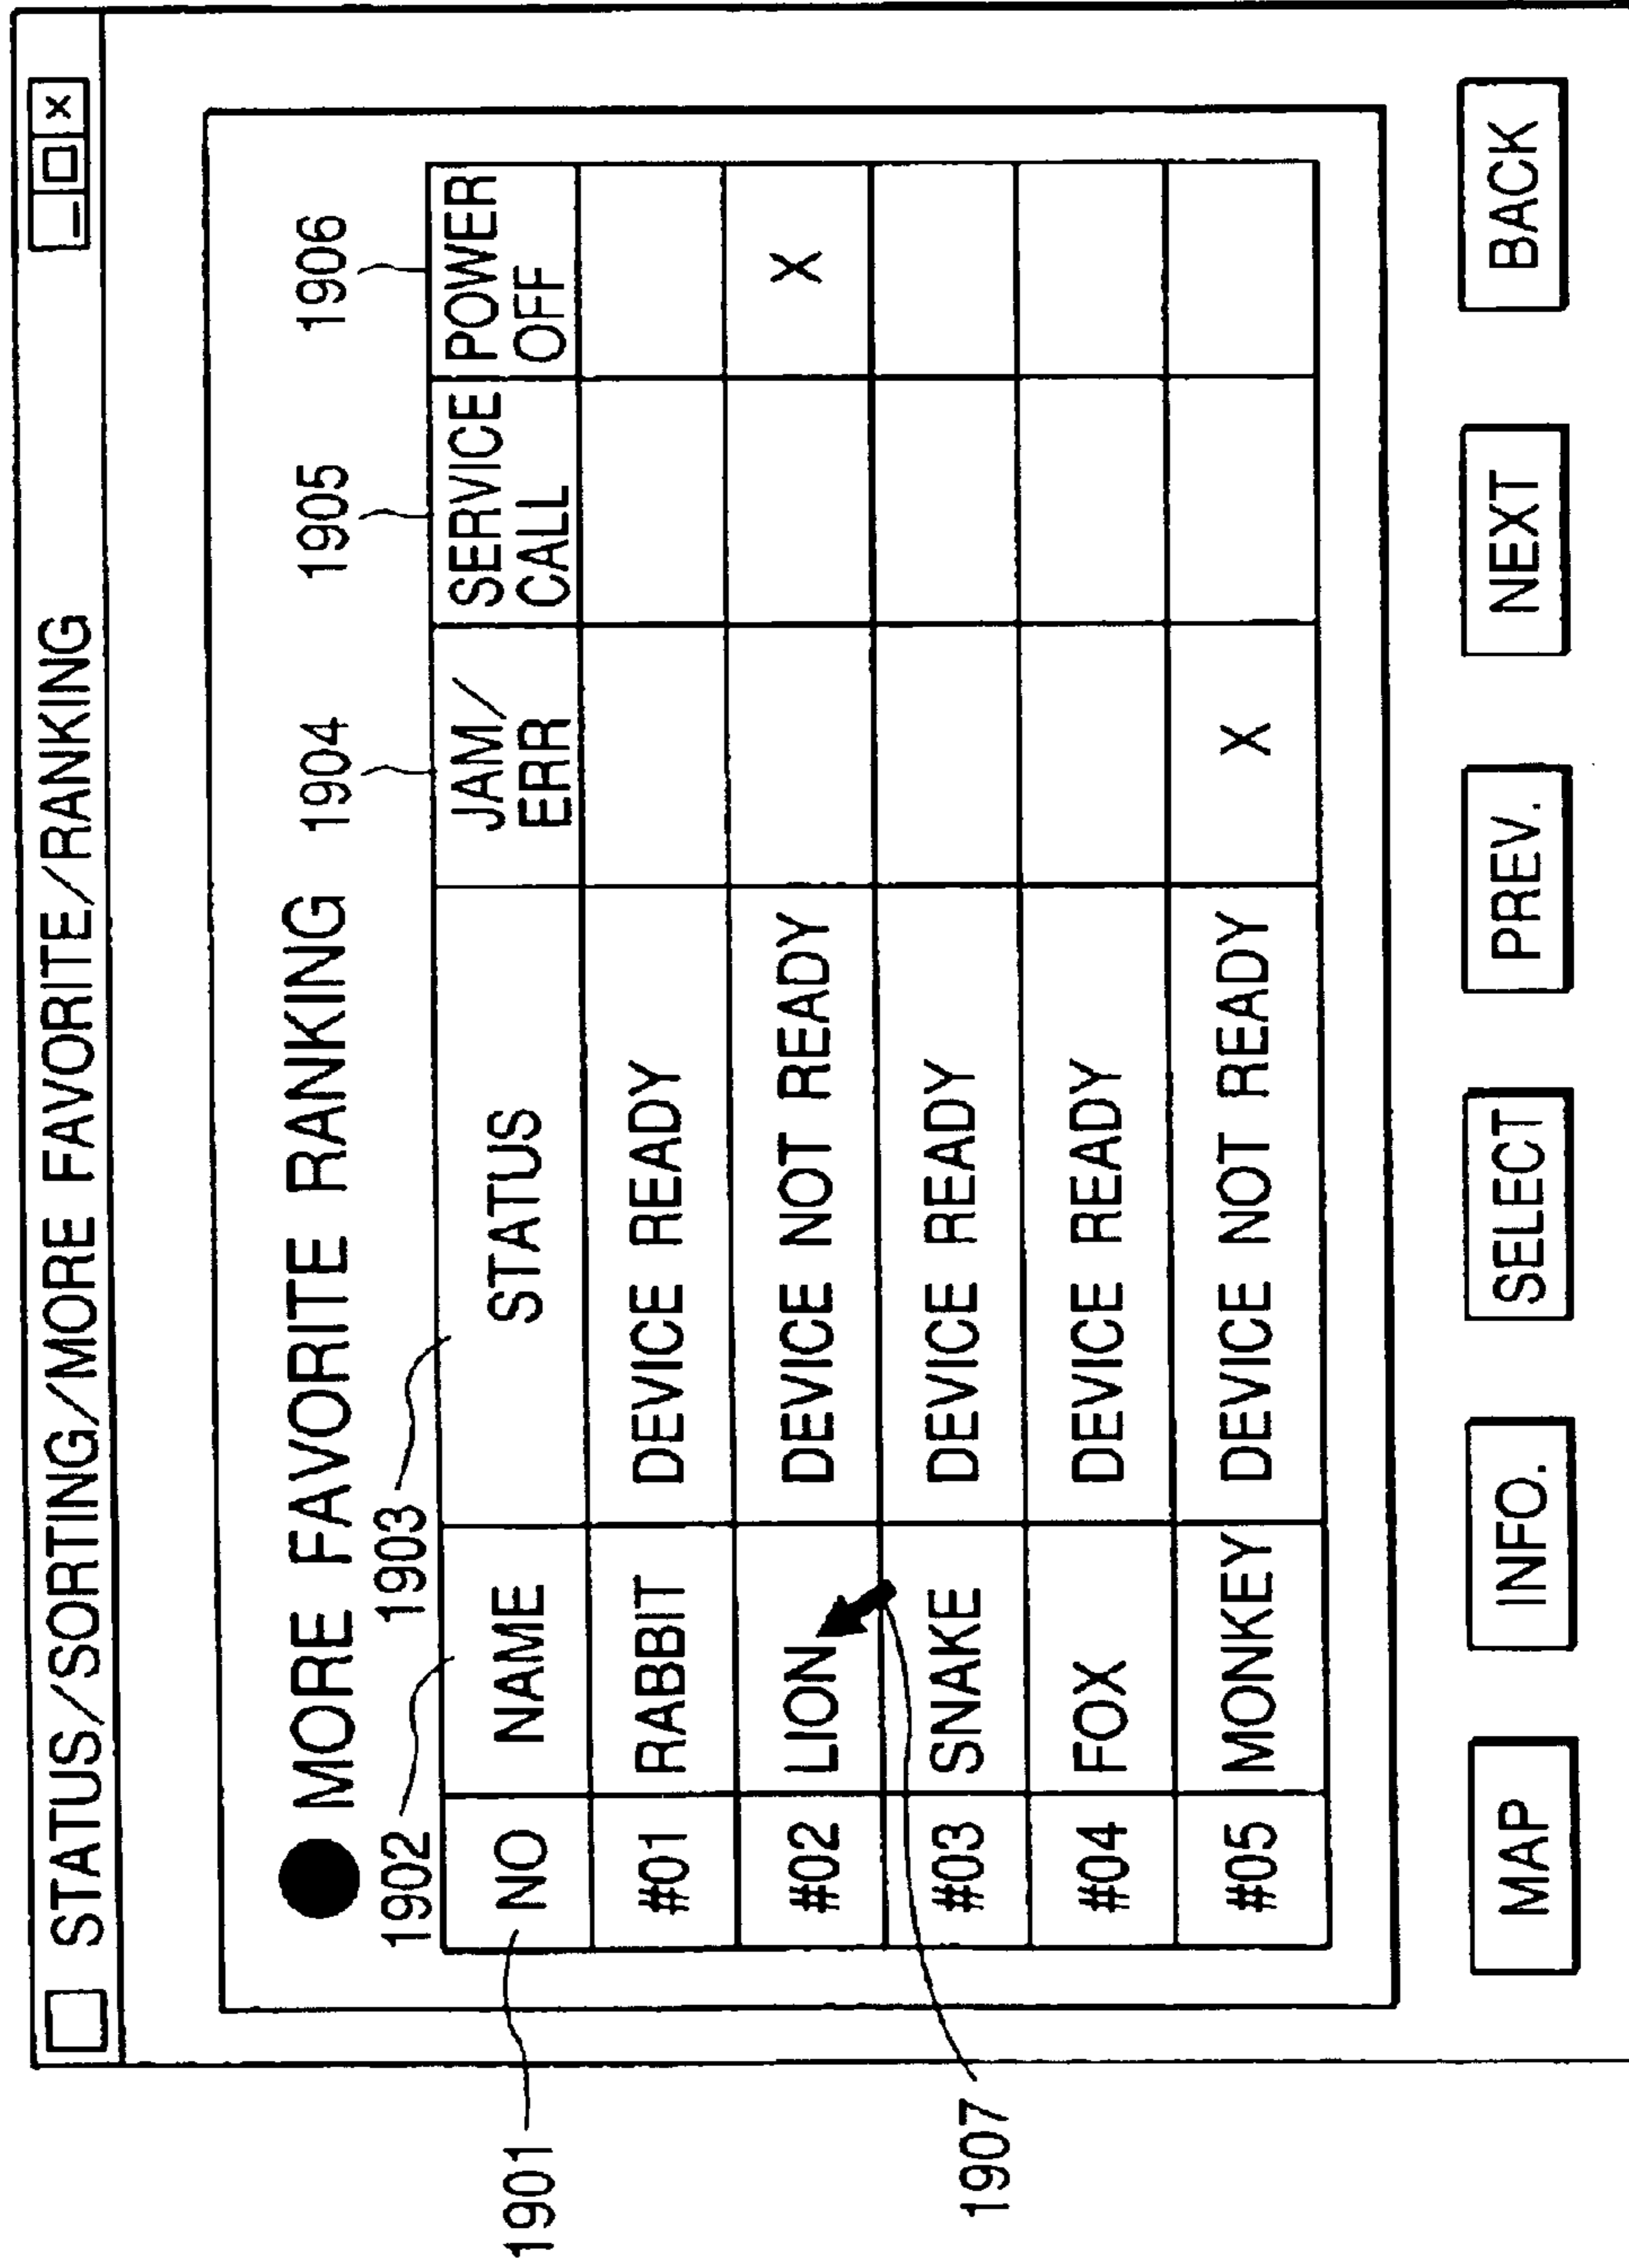 STATUS/SORTING/MORE FAVORITE/RANKING
_ □ x
MORE FAVORITE RANKING
1901
1902
1903
1904
1905
1906
NO NAME STATUS JAM/ERR SERVICE CALL POWER OFF
#01 RABBIT DEVICE READY
#02 LION DEVICE NOT READY X
#03 SNAKE DEVICE READY
#04 FOX DEVICE READY
#05 MONKEY DEVICE NOT READY X
1907
MAP INFO. SELECT PREV. NEXT BACK